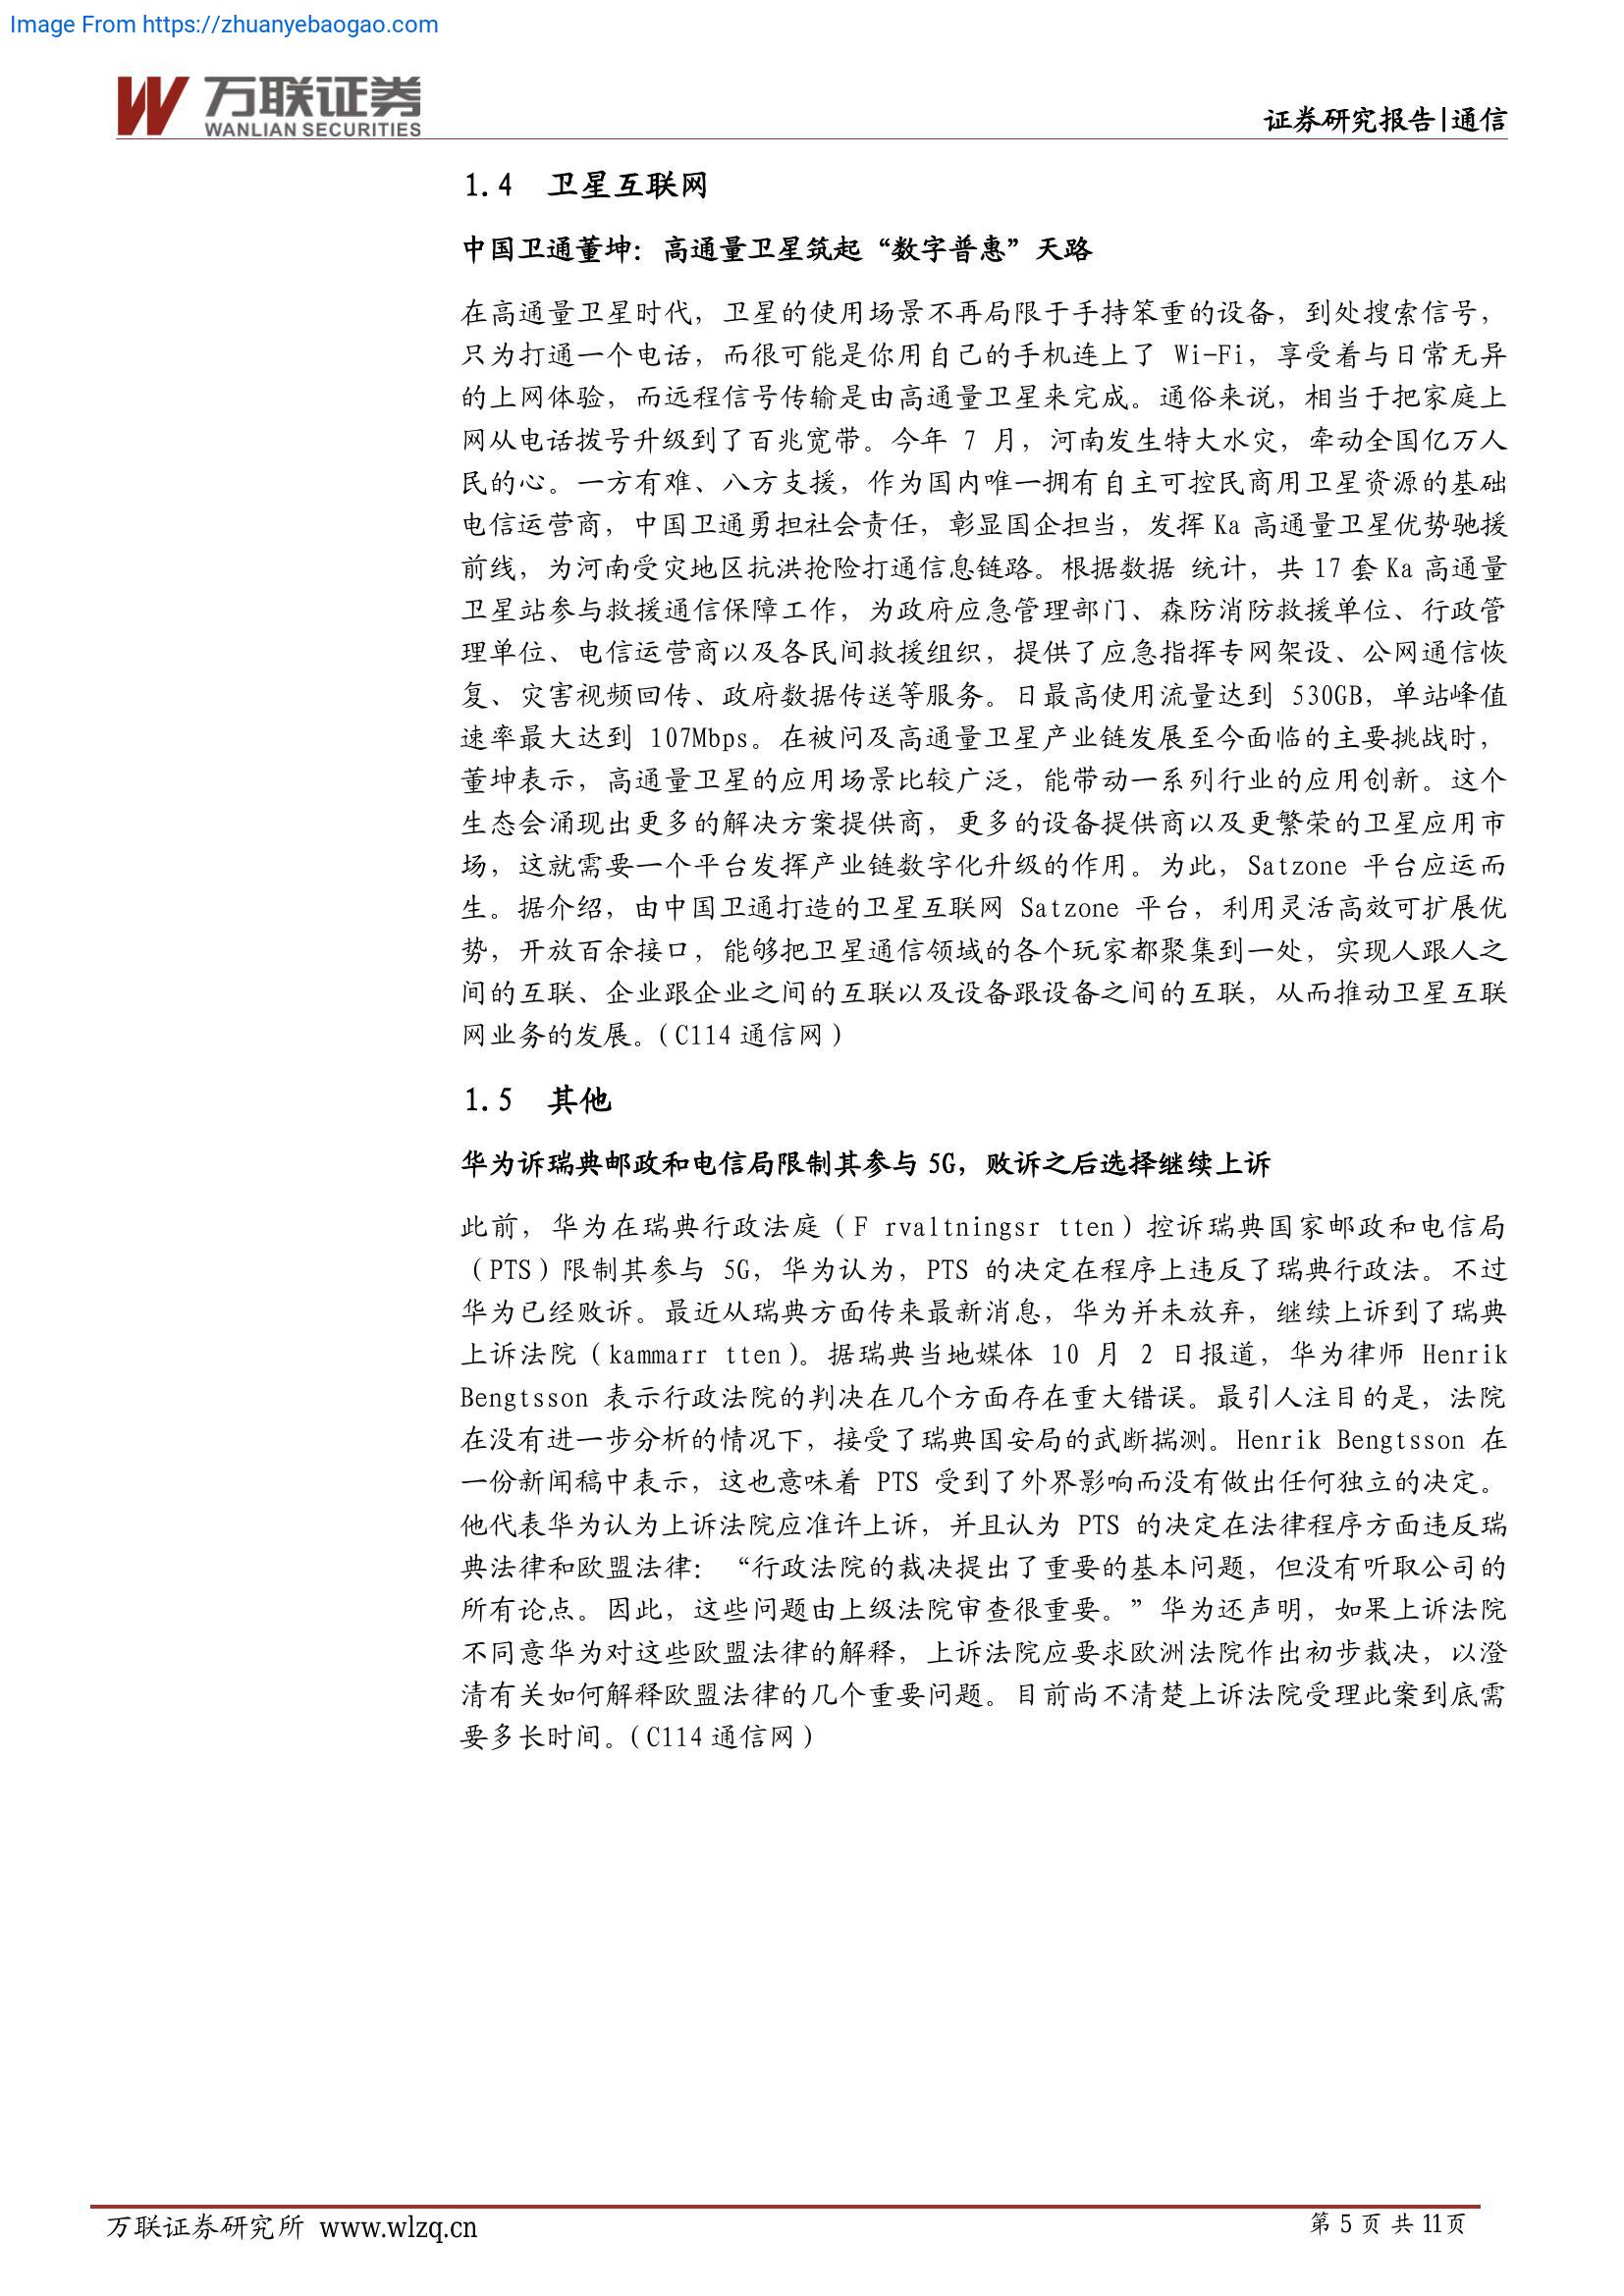 Image From https://zhuanyebaogao.com
万联证券
WANLIAN SECURITIES
证券研究报告|通信
1.4 卫星互联网
中国卫通董坤：高通量卫星筑起“数字普惠”天路
在高通量卫星时代，卫星的使用场景不再局限于手持笨重的设备，到处搜索信号，
只为打通一个电话，而很可能是你用自己的手机连上了 Wi-Fi，享受着与日常无异
的上网体验，而远程信号传输是由高通量卫星来完成。通俗来说，相当于把家庭上
网从电话拨号升级到了百兆宽带。今年 7 月，河南发生特大水灾，牵动全国亿万人
民的心。一方有难、八方支援，作为国内唯一拥有自主可控民商用卫星资源的基础
电信运营商，中国卫通勇担社会责任，彰显国企担当，发挥 Ka 高通量卫星优势驰援
前线，为河南受灾地区抗洪抢险打通信息链路。根据数据 统计，共 17 套 Ka 高通量
卫星站参与救援通信保障工作，为政府应急管理部门、森防消防救援单位、行政管
理单位、电信运营商以及各民间救援组织，提供了应急指挥专网架设、公网通信恢
复、灾害视频回传、政府数据传送等服务。日最高使用流量达到 530GB，单站峰值
速率最大达到 107Mbps。在被问及高通量卫星产业链发展至今面临的主要挑战时，
董坤表示，高通量卫星的应用场景比较广泛，能带动一系列行业的应用创新。这个
生态会涌现出更多的解决方案提供商，更多的设备提供商以及更繁荣的卫星应用市
场，这就需要一个平台发挥产业链数字化升级的作用。为此，Satzone 平台应运而
生。据介绍，由中国卫通打造的卫星互联网 Satzone 平台，利用灵活高效可扩展优
势，开放百余接口，能够把卫星通信领域的各个玩家都聚集到一处，实现人跟人之
间的互联、企业跟企业之间的互联以及设备跟设备之间的互联，从而推动卫星互联
网业务的发展。（C114 通信网）
1.5 其他
华为诉瑞典邮政和电信局限制其参与 5G，败诉之后选择继续上诉
此前，华为在瑞典行政法庭（F rvaltningsr tten）控诉瑞典国家邮政和电信局
（PTS）限制其参与 5G，华为认为，PTS 的决定在程序上违反了瑞典行政法。不过
华为已经败诉。最近从瑞典方面传来最新消息，华为并未放弃，继续上诉到了瑞典
上诉法院（kammarr tten）。据瑞典当地媒体 10 月 2 日报道，华为律师 Henrik
Bengtsson 表示行政法院的判决在几个方面存在重大错误。最引人注目的是，法院
在没有进一步分析的情况下，接受了瑞典国安局的武断揣测。Henrik Bengtsson 在
一份新闻稿中表示，这也意味着 PTS 受到了外界影响而没有做出任何独立的决定。
他代表华为认为上诉法院应准许上诉，并且认为 PTS 的决定在法律程序方面违反瑞
典法律和欧盟法律：“行政法院的裁决提出了重要的基本问题，但没有听取公司的
所有论点。因此，这些问题由上级法院审查很重要。”华为还声明，如果上诉法院
不同意华为对这些欧盟法律的解释，上诉法院应要求欧洲法院作出初步裁决，以澄
清有关如何解释欧盟法律的几个重要问题。目前尚不清楚上诉法院受理此案到底需
要多长时间。（C114 通信网）
万联证券研究所 www.wlzq.cn
第 5 页 共 11 页